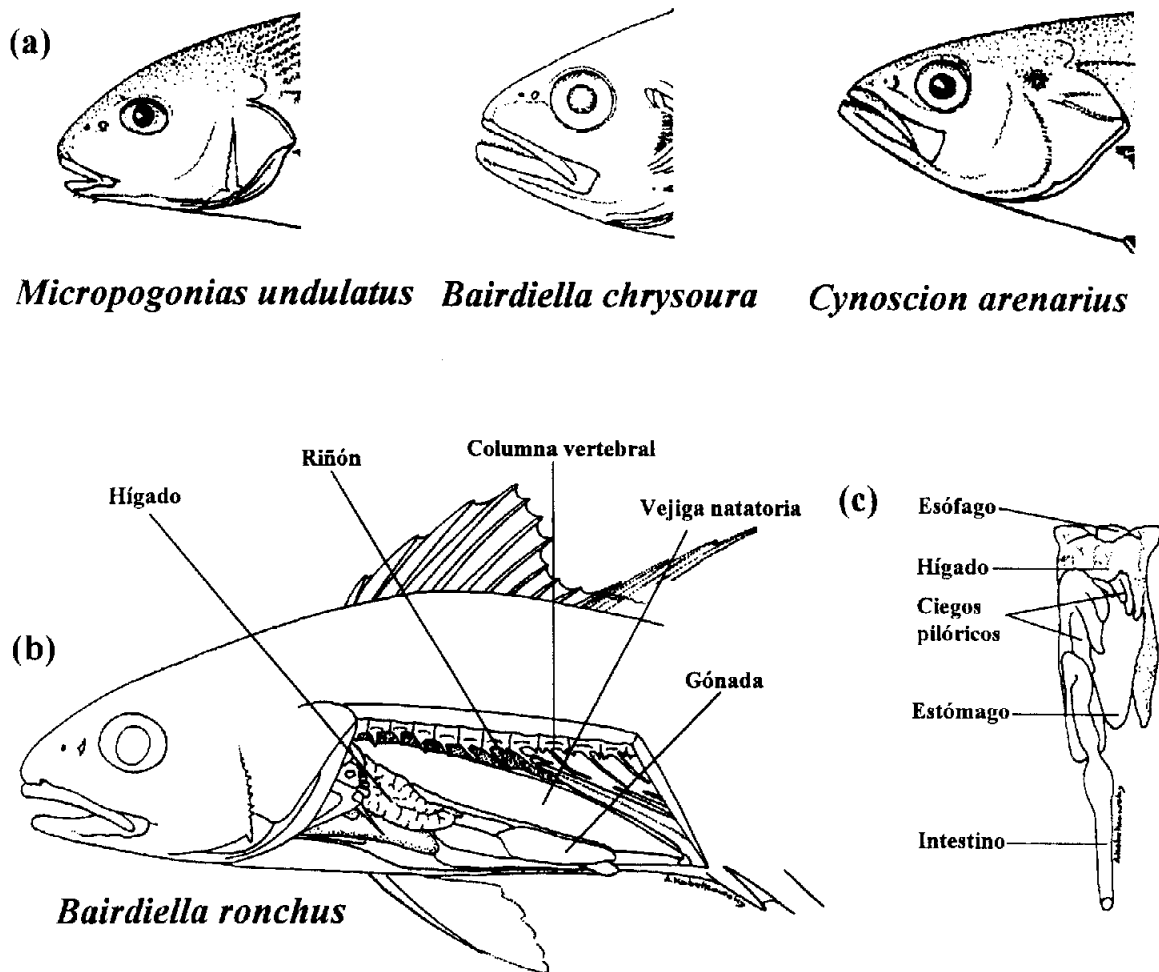 (a)
Micropogonias undulatus Bairdiella chrysoura Cynoscion arenarius
Columna vertebral
Riñón
Hígado
Vejiga natatoria
(c)
Esófago
Hígado
Ciegos
pilóricos
(b)
Gónada
Estómago
Intestino
Bairdiella ronchus